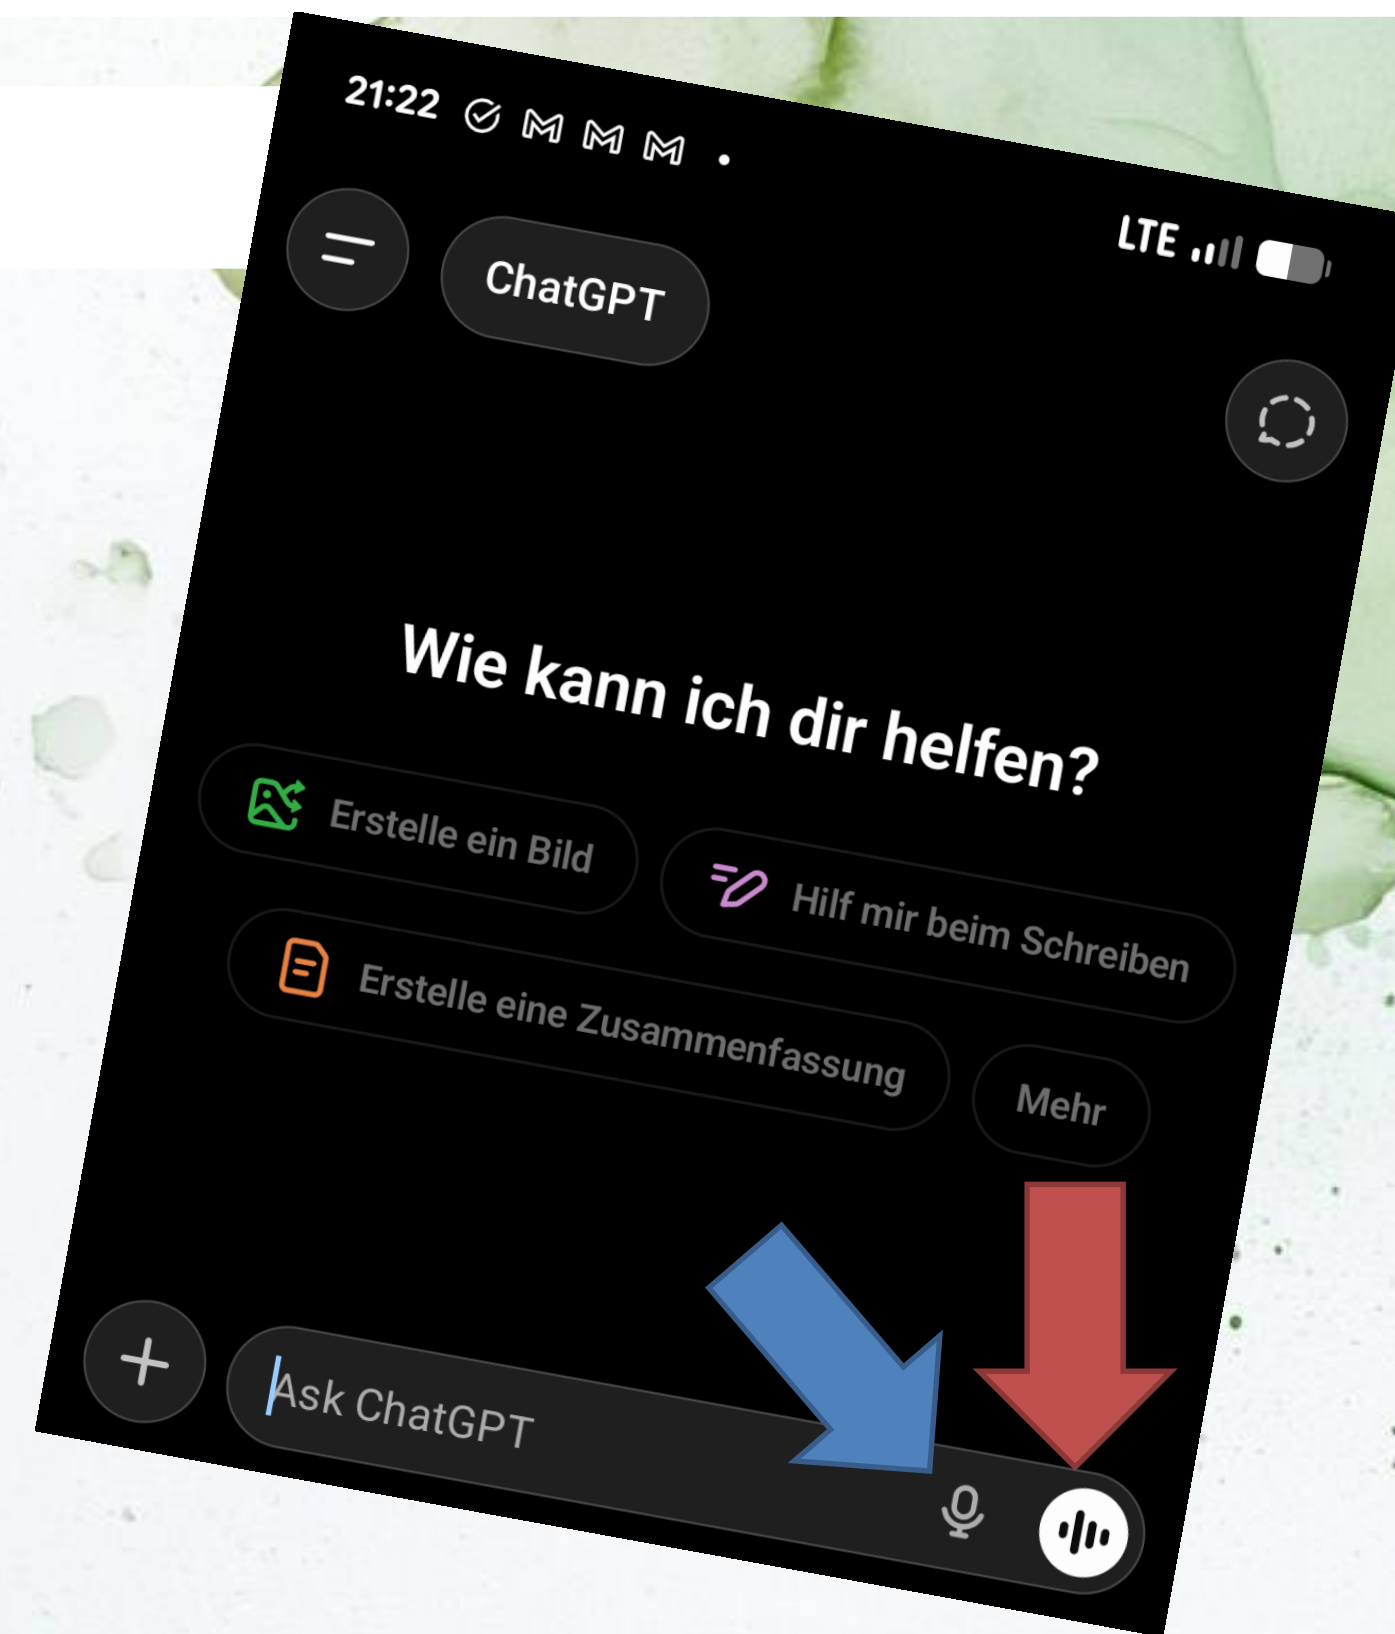 21:22
LTE
ChatGPT
Wie kann ich dir helfen?
Erstelle ein Bild
Hilf mir beim Schreiben
Erstelle eine Zusammenfassung
Mehr
Ask ChatGPT